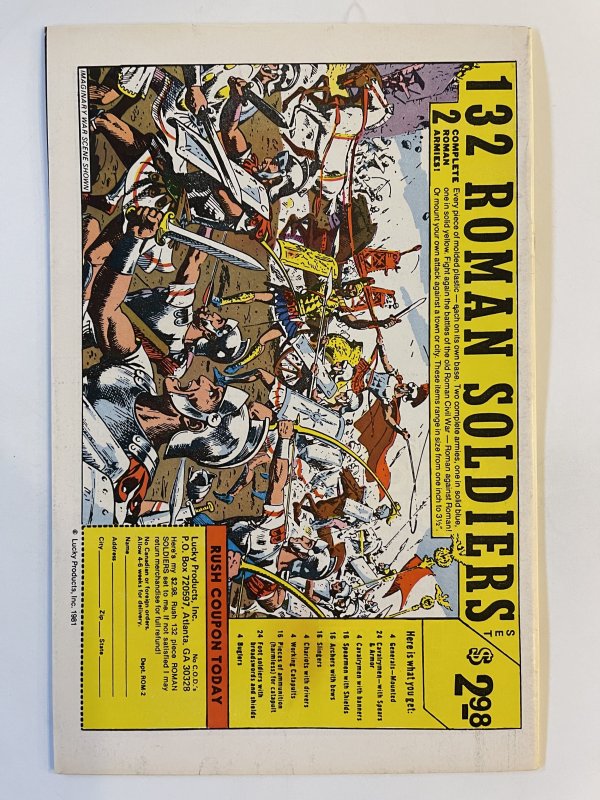 132 ROMAN SOLDIERS
SET
$2.98
2 COMPLETE
ROMAN
ARMIES!
Every piece of molded plastic — each on its own base. Two complete armies, one in solid blue,
one in solid yellow. Fight again the battles of the old Roman Civil War — Roman against Roman!
Or mount your own attack against a town or city. These items range in size from one inch to 3½".
IMAGINARY WAR SCENE SHOWN
Here is what you get:
4 Generals—Mounted
24 Cavalrymen—with Spears
& Armor
4 Cavalrymen with banners
16 Spearmen with Shields
16 Archers with bows
16 Slingers
4 Chariots with drivers
4 Working Catapults
16 Pieces of ammunition
(harmless) for catapult
24 Foot soldiers with
broadswords and shields
4 Buglers
RUSH COUPON TODAY
Lucky Products, Inc. No C.O.D.'s
P.O. Box 720597, Atlanta, GA 30328
Here's my $2.98. Rush 132 piece ROMAN
SOLDIERS set to me. If not satisfied I may
return merchandise for full refund!
No Canadian or foreign orders.
Allow 4-6 weeks for delivery. Dept. ROM-2
Name
Address
City Zip State
© Lucky Products, Inc. 1981